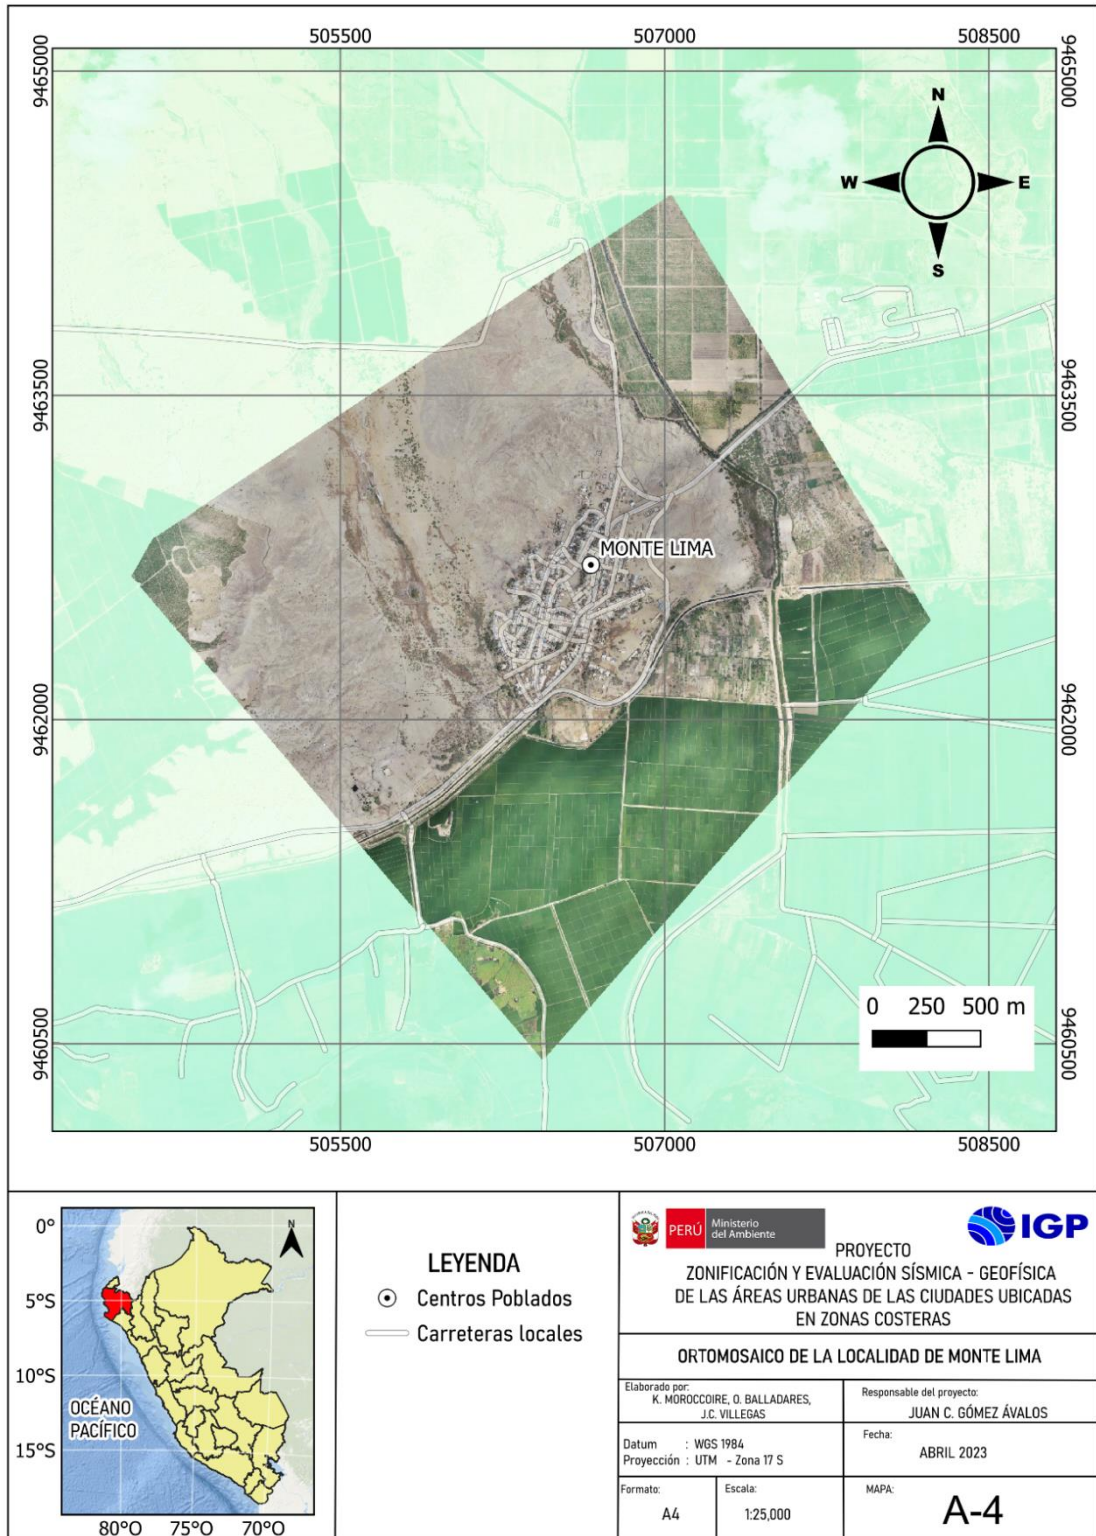 505500 507000 508500
9465000 9465000
N
W E
S
9463500 9463500
MONTE LIMA
9462000 9462000
0 250 500 m
9460500 9460500
505500 507000 508500
0°
5°S
10°S
15°S
80°O 75°O 70°O
N
OCÉANO
PACÍFICO
LEYENDA
Centros Poblados
Carreteras locales
PERÚ
Ministerio
del Ambiente
IGP
PROYECTO
ZONIFICACIÓN Y EVALUACIÓN SÍSMICA - GEOFÍSICA
DE LAS ÁREAS URBANAS DE LAS CIUDADES UBICADAS
EN ZONAS COSTERAS
ORTOMOSAICO DE LA LOCALIDAD DE MONTE LIMA
Elaborado por:
K. MOROCCOIRE, O. BALLADARES,
J.C. VILLEGAS
Responsable del proyecto:
JUAN C. GÓMEZ ÁVALOS
Datum : WGS 1984
Proyección : UTM - Zona 17 S
Fecha:
ABRIL 2023
Formato:
A4
Escala:
1:25,000
MAPA:
A-4